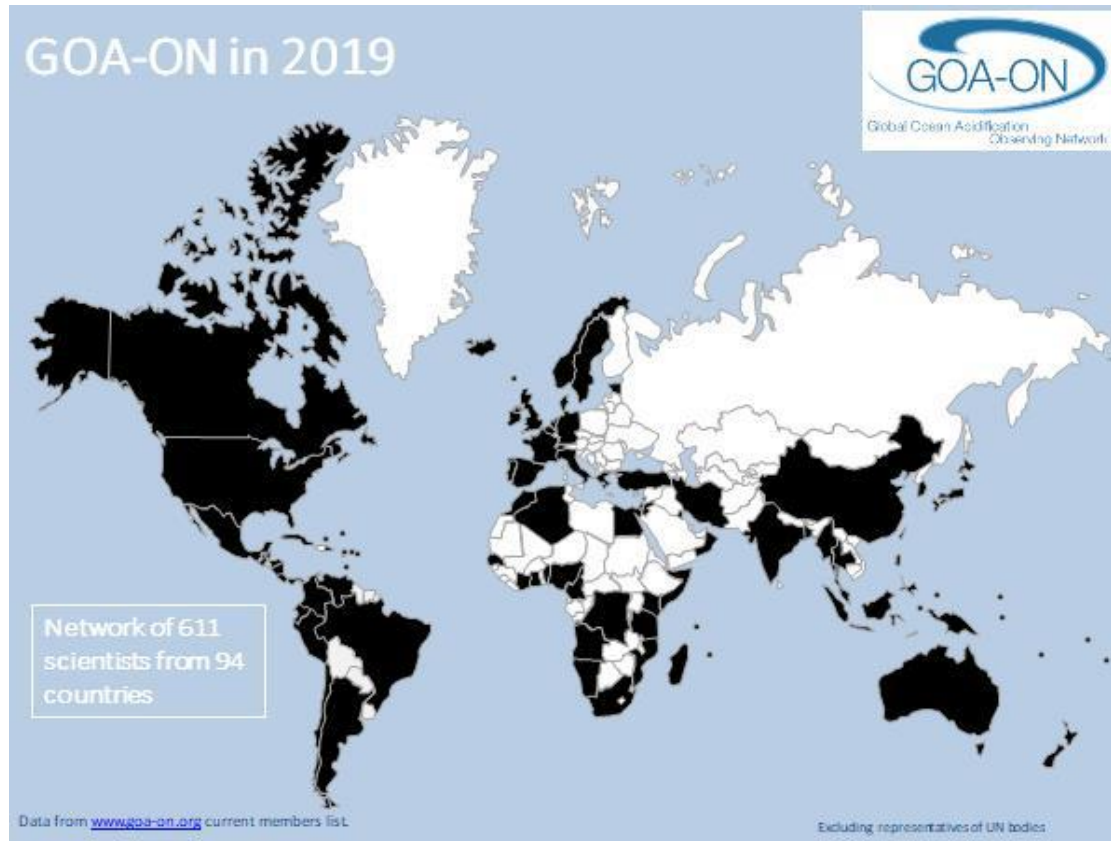 GOA-ON in 2019
GOA-ON
Global Ocean Acidification
Observing Network
Network of 611
scientists from 94
countries
Data from www.goa-on.org current members list.
Excluding representatives of UN bodies